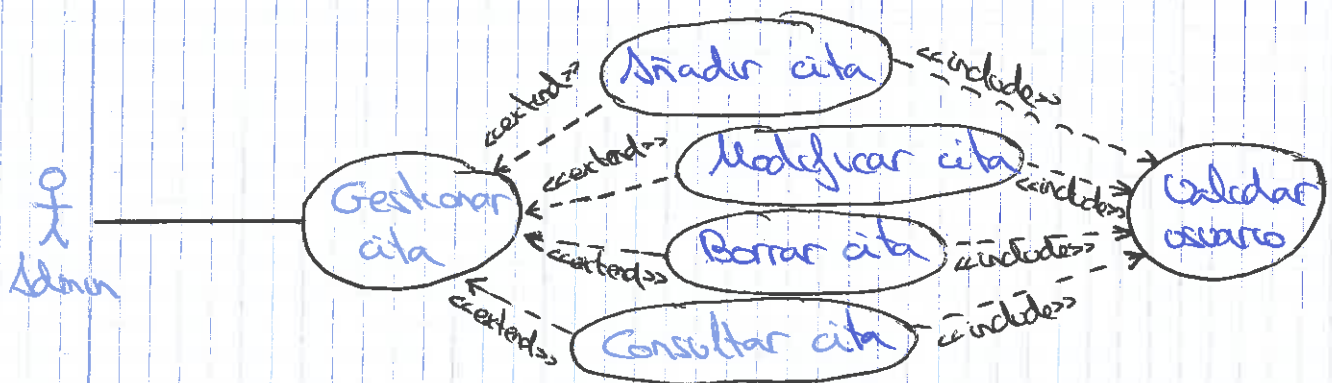 Añadir cita
<<extend>>
<<include>>
<<extend>>
Modificar cita
<<include>>
Gestionar
cita
Validar
usuario
Admin
<<extend>>
Borrar cita
<<include>>
<<extend>>
Consultar cita
<<include>>